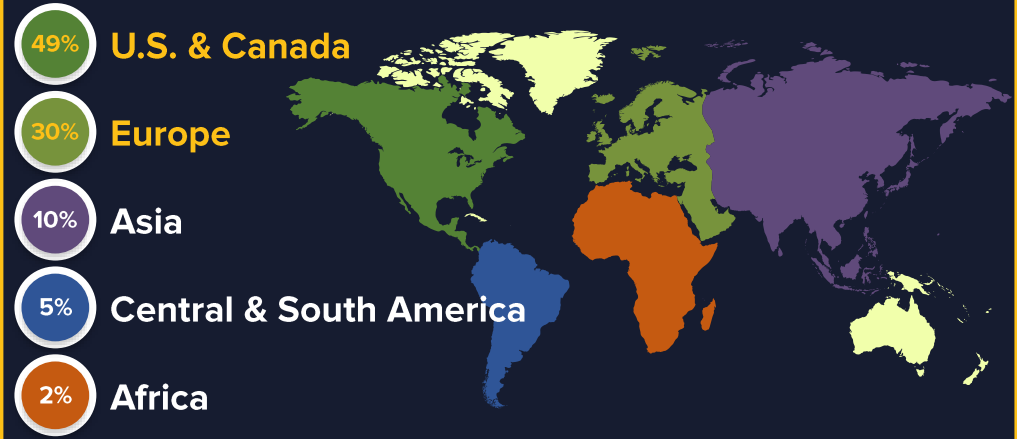 49% U.S. & Canada
30% Europe
10% Asia
5% Central & South America
2% Africa